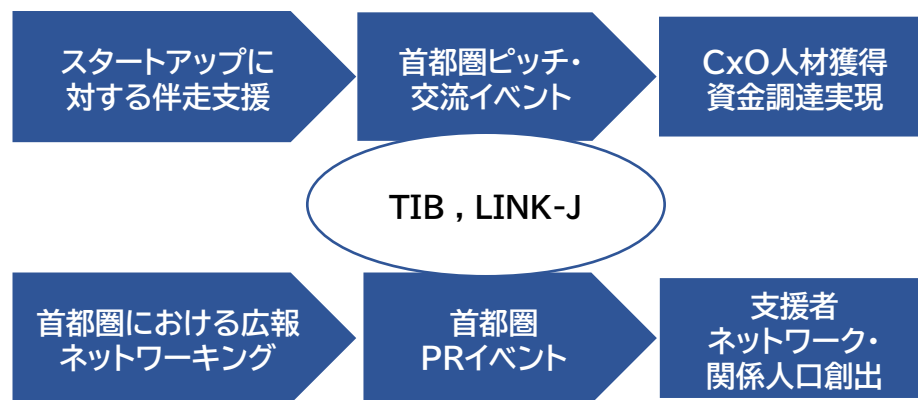 スタートアップに
対する伴走支援
首都圏ピッチ・
交流イベント
CxO人材獲得
資金調達実現
TIB , LINK-J
首都圏における広報
ネットワーキング
首都圏
PRイベント
支援者
ネットワーク・
関係人口創出